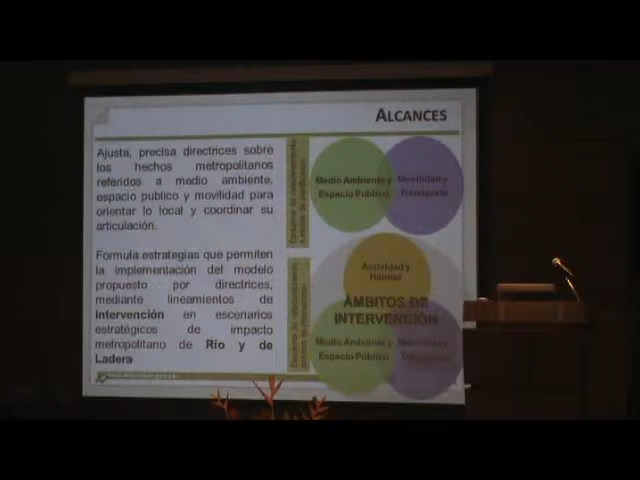 ALCANCES
Ajusta, precisa directrices sobre
los hechos metropolitanos
referidos a medio ambiente,
espacio publico y movilidad para
orientar lo local y coordinar su
articulación.
Formula estrategias que permiten
la implementación del modelo
propuesto por directrices,
mediante lineamientos de
intervención en escenarios
estratégicos de impacto
metropolitano de Río y de
Ladera
Medio Ambiente y
Espacio Público
Movilidad y
Transporte
Actividad y
Habitat
ÁMBITOS DE
INTERVENCIÓN
Medio Ambiente y
Espacio Público
Transporte